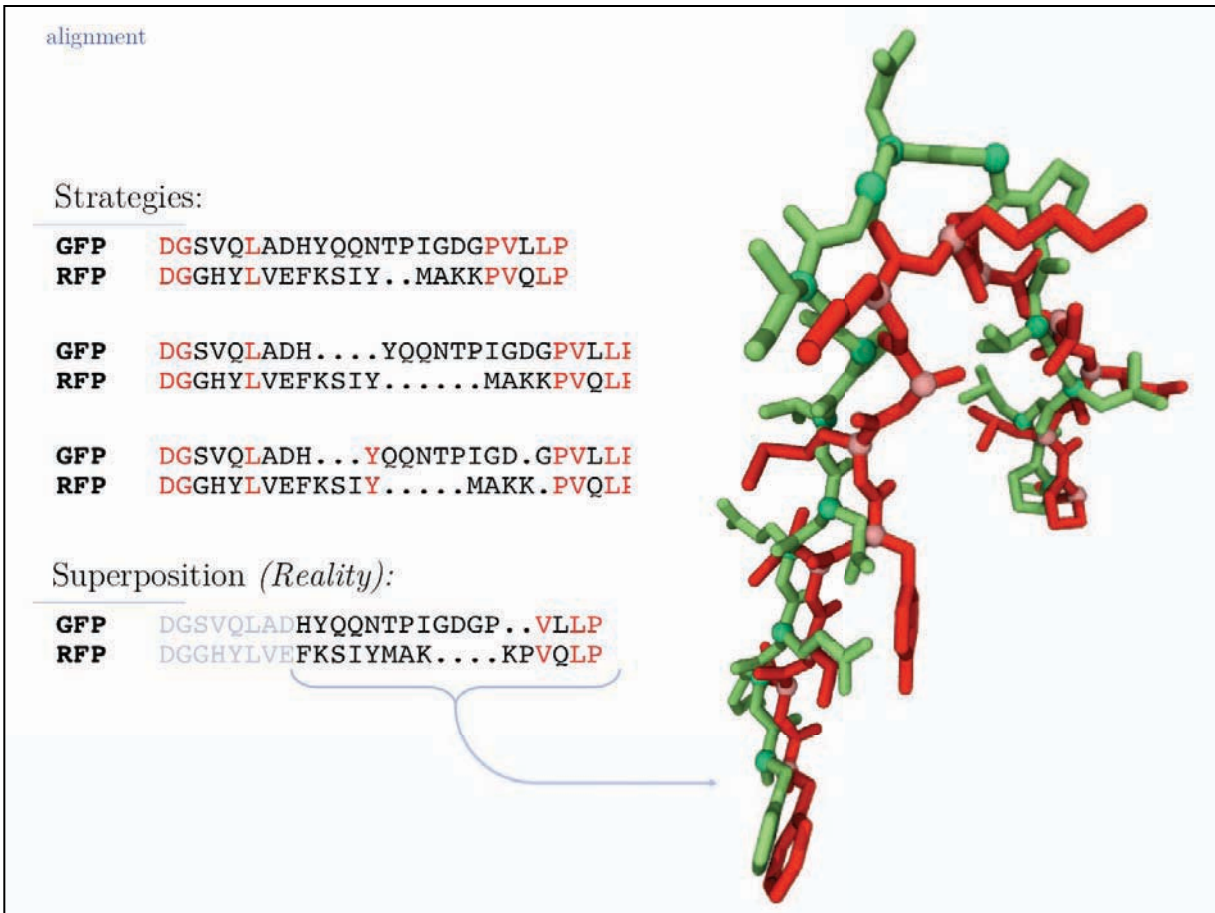 alignment
Strategies:
GFP DGSVQLADHYQQNTPIGDGPVLLP
RFP DGGHYLVEFKSIY..MAKKPVQLP
GFP DGSVQLADH....YQQNTPIGDGPVLLP
RFP DGGHYLVEFKSIY......MAKKPVQLP
GFP DGSVQLADH...YQQNTPIGD.GPVLLP
RFP DGGHYLVEFKSIY.....MAKK.PVQLP
Superposition (Reality):
GFP DGSVQLADHYQQNTPIGDGP..VLLP
RFP DGGHYLVEFKSIYMAK....KPVQLP